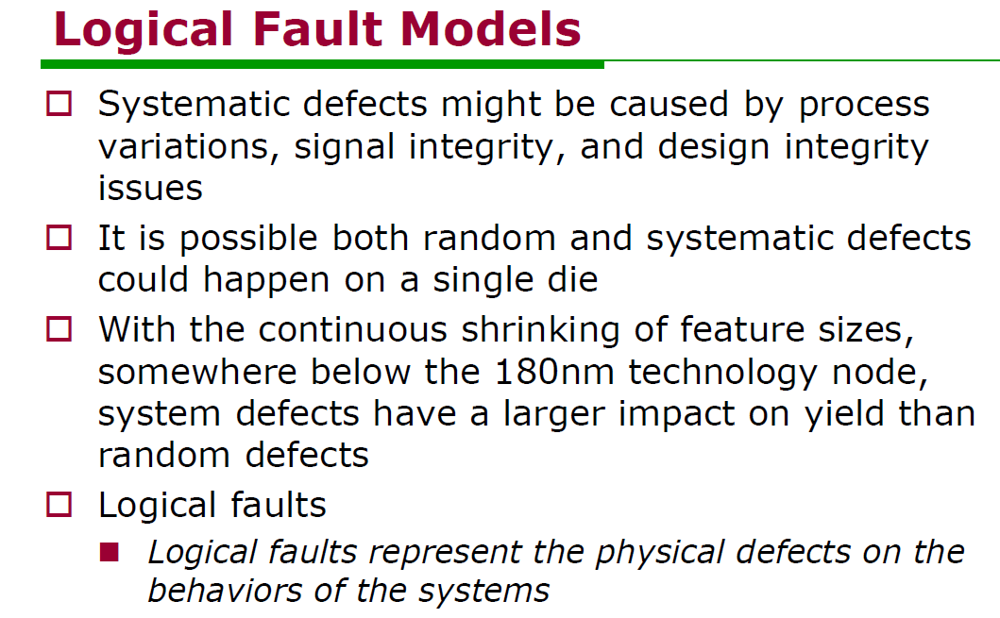 Logical Fault Models
Systematic defects might be caused by process
variations, signal integrity, and design integrity
issues
It is possible both random and systematic defects
could happen on a single die
With the continuous shrinking of feature sizes,
somewhere below the 180nm technology node,
system defects have a larger impact on yield than
random defects
Logical faults
Logical faults represent the physical defects on the
behaviors of the systems